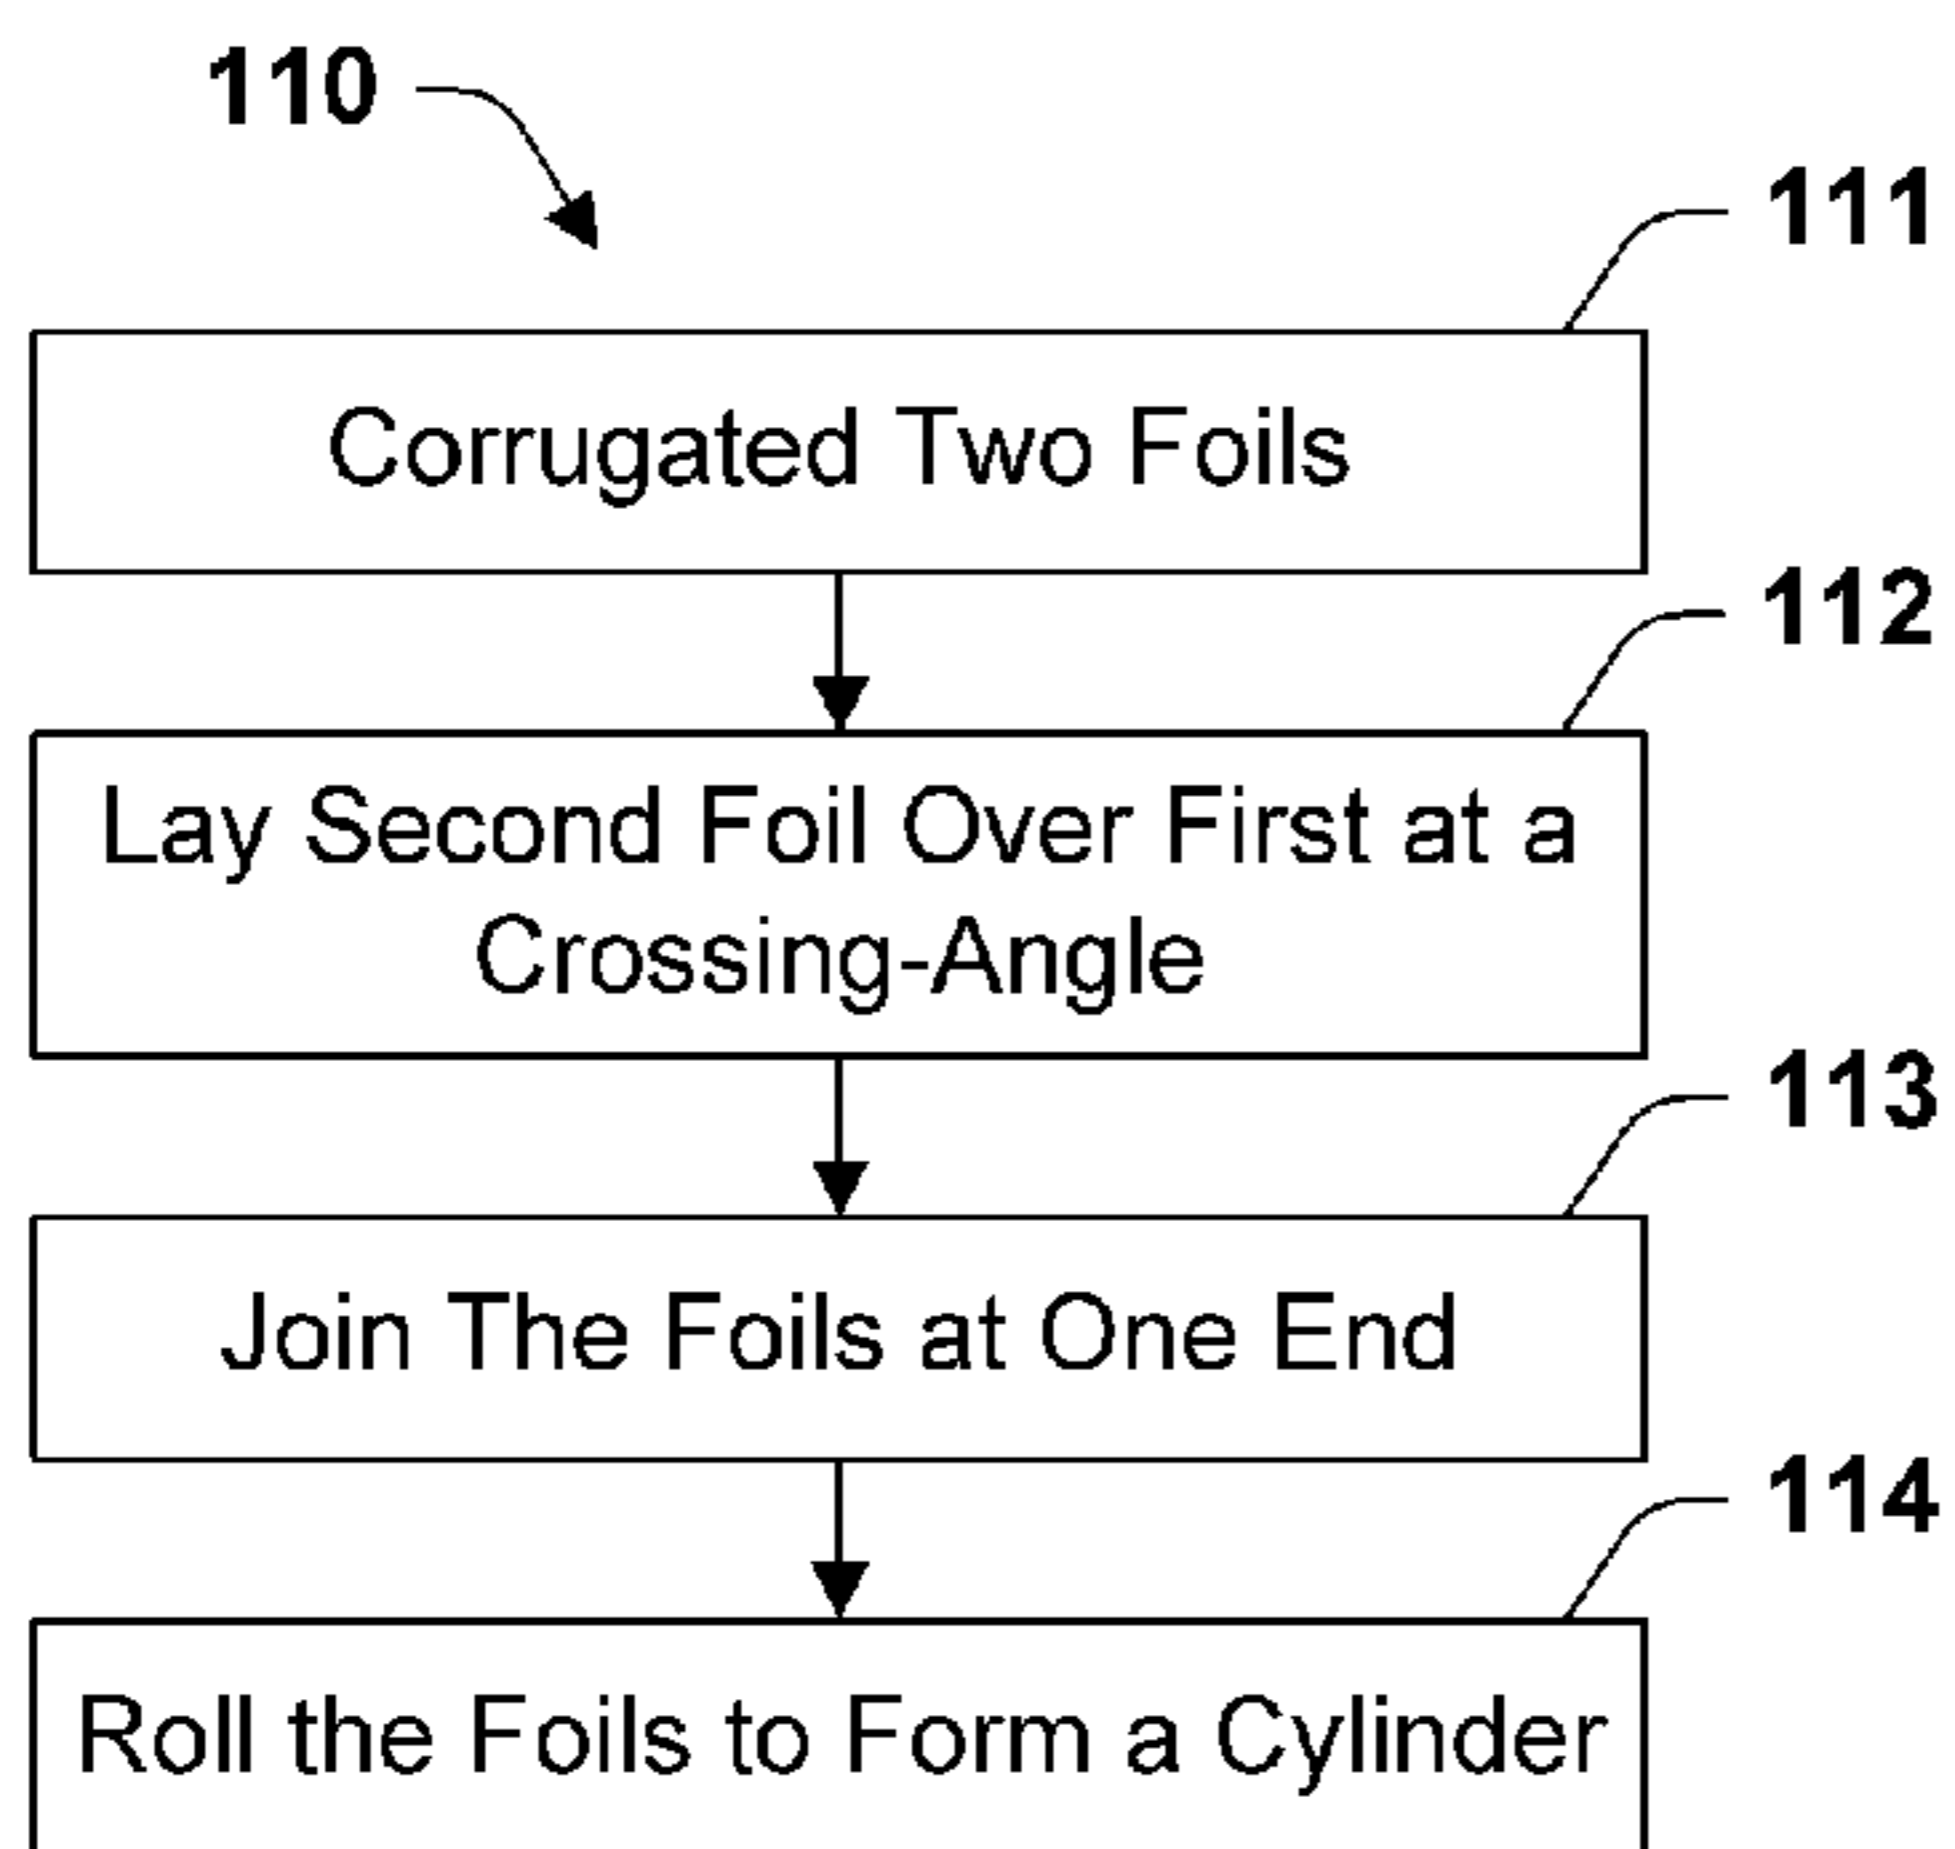 110
111
Corrugated Two Foils
112
Lay Second Foil Over First at a
Crossing-Angle
113
Join The Foils at One End
114
Roll the Foils to Form a Cylinder